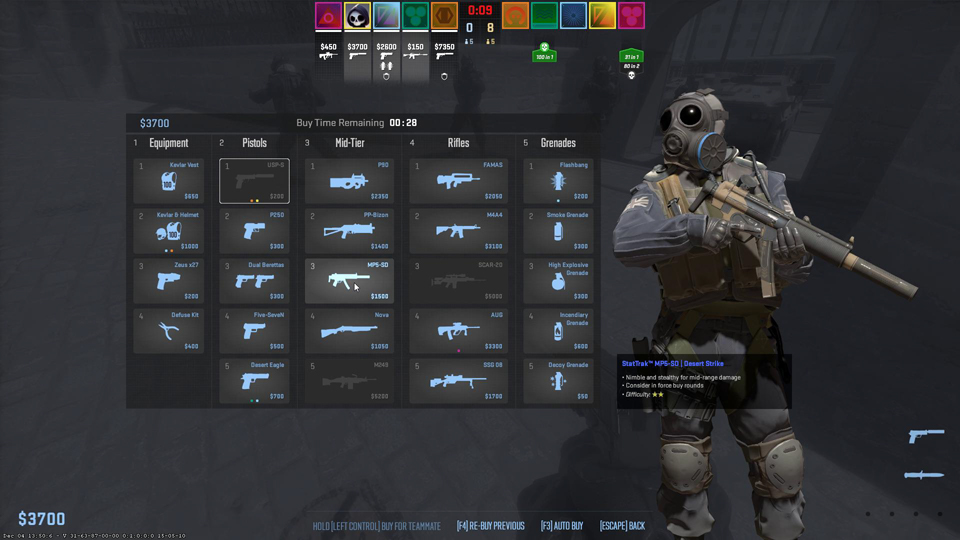 0:09
0 8
5 5
$450 $3700 $2600 $150 $7350
100 in 1
31 in 1
80 in 2
$3700
Buy Time Remaining 00:28
1 Equipment
2 Pistols
3 Mid-Tier
4 Rifles
5 Grenades
1 Kevlar Vest
100
$650
1 USP-S
$200
1 P90
$2350
1 FAMAS
$2050
1 Flashbang
$200
2 Kevlar & Helmet
100
$1000
2 P250
$300
2 PP-Bizon
$1400
2 M4A4
$3100
2 Smoke Grenade
$300
3 Zeus x27
$200
3 Dual Berettas
$300
3 MP5-SD
$1500
3 SCAR-20
$5000
3 High Explosive
Grenade
$300
4 Defuse Kit
$400
4 Five-SeveN
$500
4 Nova
$1050
4 AUG
$3300
4 Incendiary
Grenade
$600
5 Desert Eagle
$700
5 M249
$5200
5 SSG 08
$1700
5 Decoy Grenade
$50
StatTrak™ MP5-SD | Desert Strike
• Nimble and stealthy for mid-range damage
• Consider in force buy rounds
• Difficulty: ★★
$3700
HOLD [LEFT CONTROL] BUY FOR TEAMMATE
[F4] RE-BUY PREVIOUS
[F3] AUTO BUY
[ESCAPE] BACK